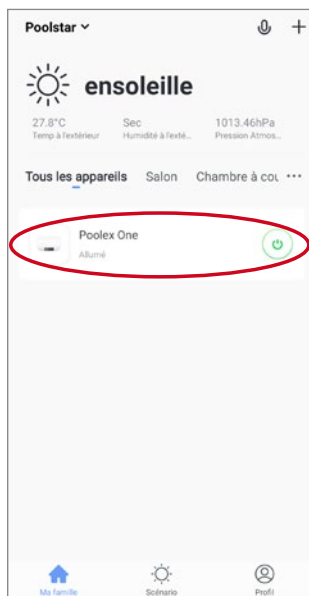 Poolstar
ensoleille
27.8°C Sec 1013.46hPa
Temp à l'extérieur Humidité à l'exté... Pression Atmos...
Tous les appareils Salon Chambre à cou ...
Poolex One
Allumé
Ma famille Scénario Profil